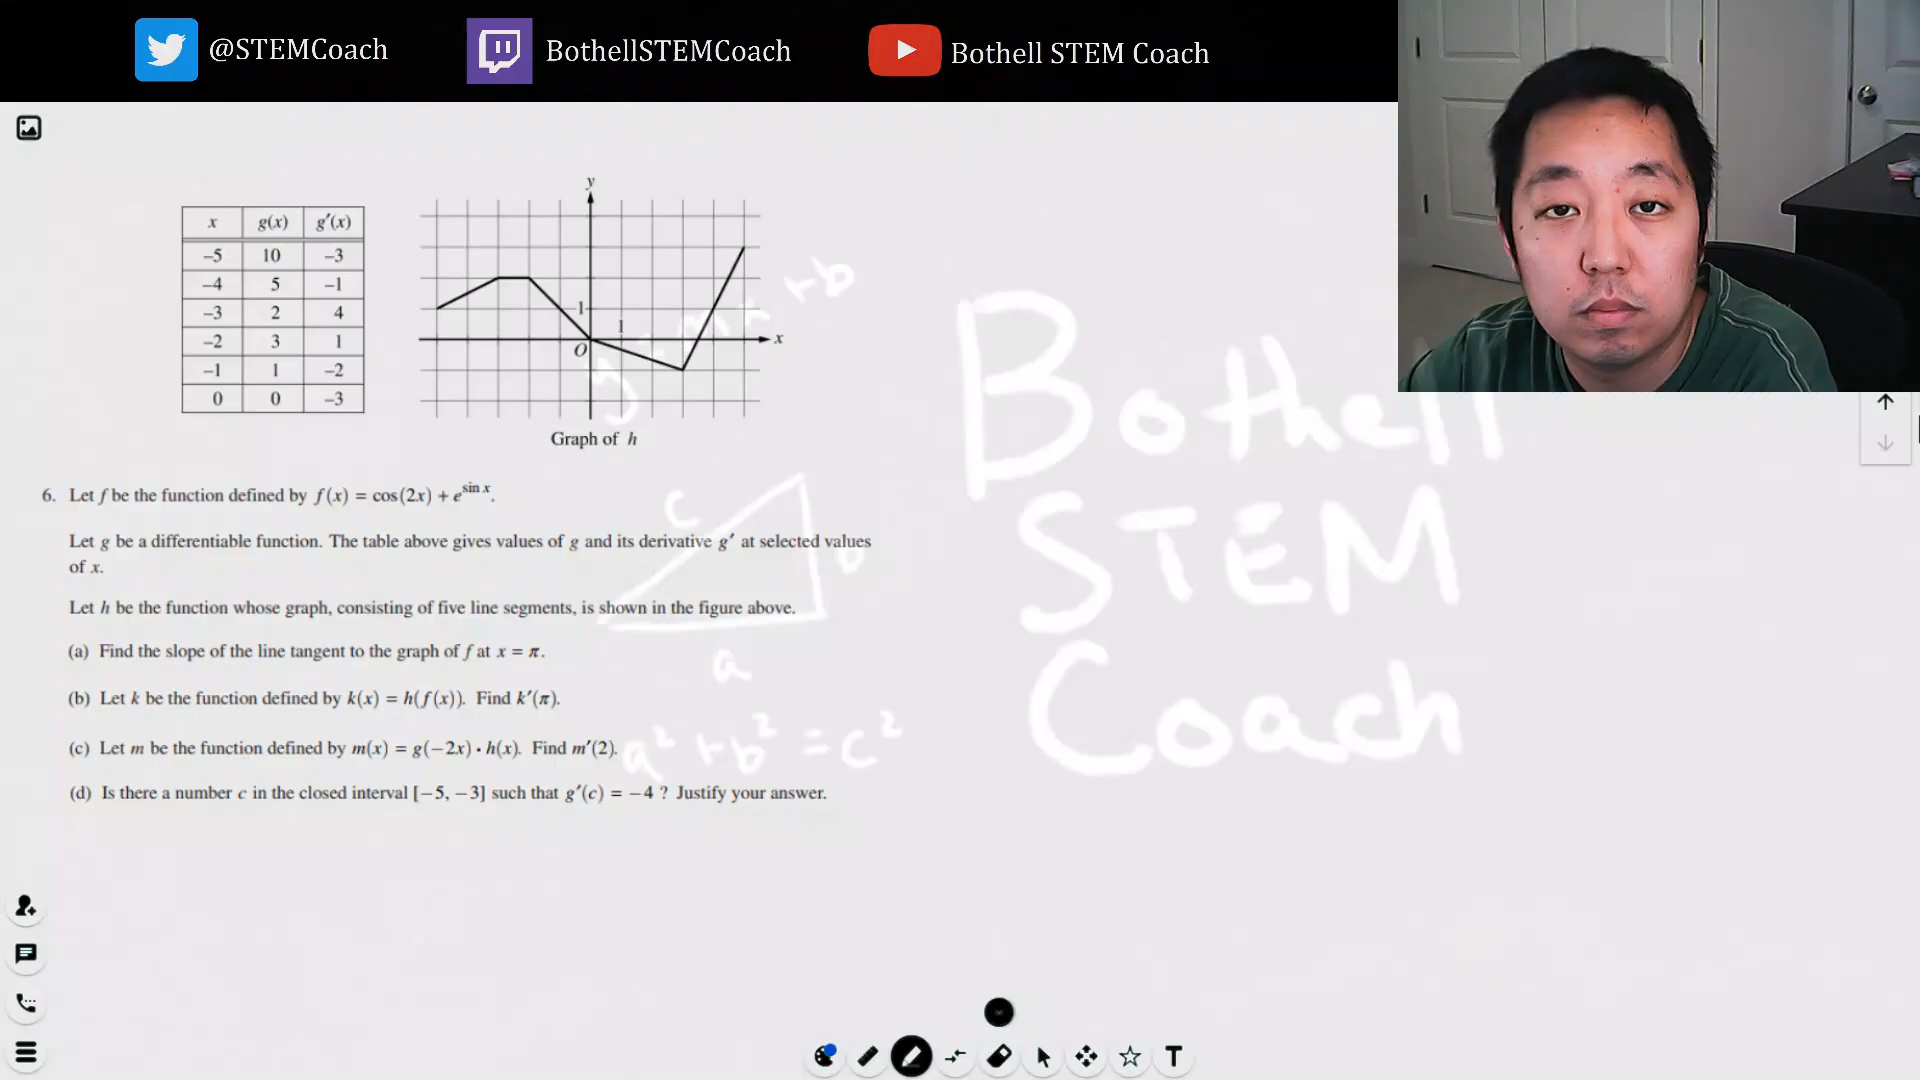 @STEMCoach BothellSTEMCoach Bothell STEM Coach
x g(x) g′(x)
−5 10 −3
−4 5 −1
−3 2 4
−2 3 1
−1 1 −2
0 0 −3
y
1
1
O
x
Graph of h
y = mx + b
6. Let f be the function defined by f(x) = cos(2x) + e^{sin x}.
Let g be a differentiable function. The table above gives values of g and its derivative g′ at selected values
of x.
Let h be the function whose graph, consisting of five line segments, is shown in the figure above.
(a) Find the slope of the line tangent to the graph of f at x = π.
(b) Let k be the function defined by k(x) = h(f(x)). Find k′(π).
(c) Let m be the function defined by m(x) = g(−2x) · h(x). Find m′(2).
(d) Is there a number c in the closed interval [−5, −3] such that g′(c) = −4 ? Justify your answer.
c
b
a
a² + b² = c²
Bothell
STEM
Coach
T